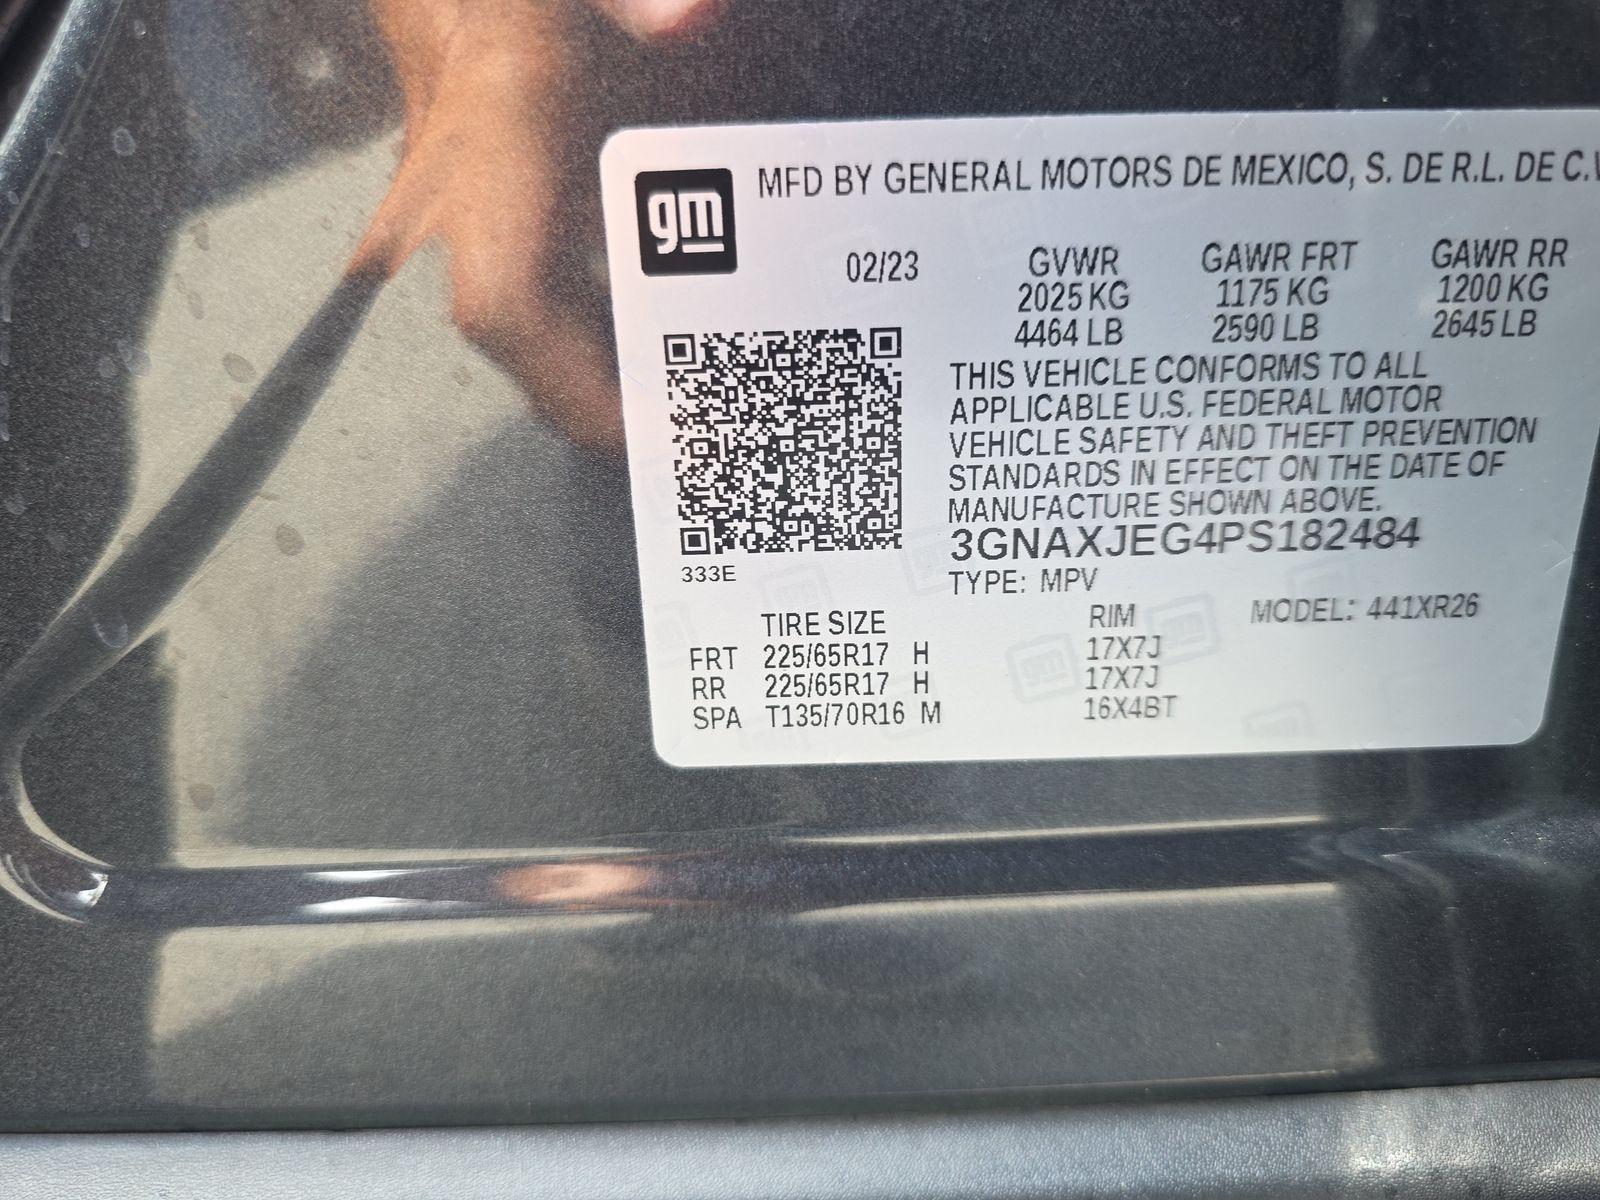 gm
MFD BY GENERAL MOTORS DE MEXICO, S. DE R.L. DE C.V
02/23 GVWR GAWR FRT GAWR RR
2025 KG 1175 KG 1200 KG
4464 LB 2590 LB 2645 LB
THIS VEHICLE CONFORMS TO ALL
APPLICABLE U.S. FEDERAL MOTOR
VEHICLE SAFETY AND THEFT PREVENTION
STANDARDS IN EFFECT ON THE DATE OF
MANUFACTURE SHOWN ABOVE.
3GNAXJEG4PS182484
333E
TYPE: MPV
TIRE SIZE RIM MODEL: 441XR26
FRT 225/65R17 H 17X7J
RR 225/65R17 H 17X7J
SPA T135/70R16 M 16X4BT